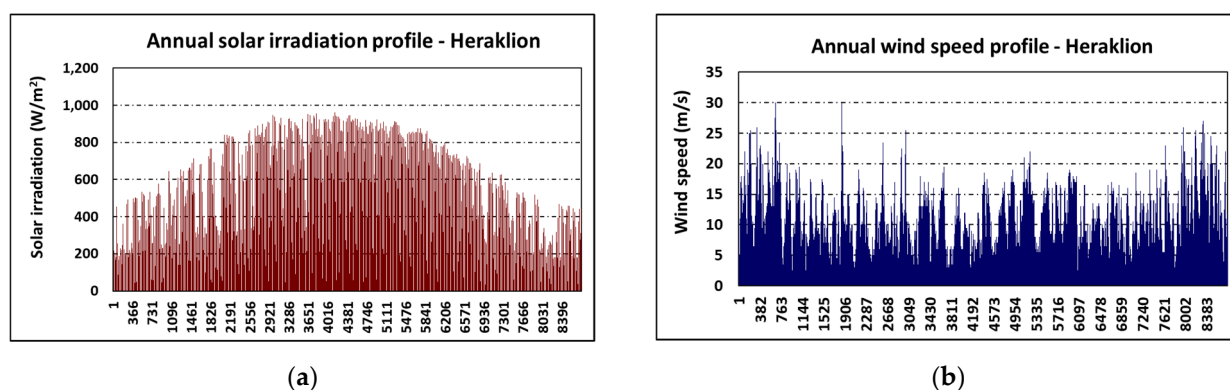 Annual solar irradiation profile - Heraklion
Solar irradiation (W/m²)
1,200
1,000
800
600
400
200
0
1 366 731 1096 1461 1826 2191 2556 2921 3286 3651 4016 4381 4746 5111 5476 5841 6206 6571 6936 7301 7666 8031 8396
(a)
Annual wind speed profile - Heraklion
Wind speed (m/s)
35
30
25
20
15
10
5
0
1 382 763 1144 1525 1906 2287 2668 3049 3430 3811 4192 4573 4954 5335 5716 6097 6478 6859 7240 7621 8002 8383
(b)